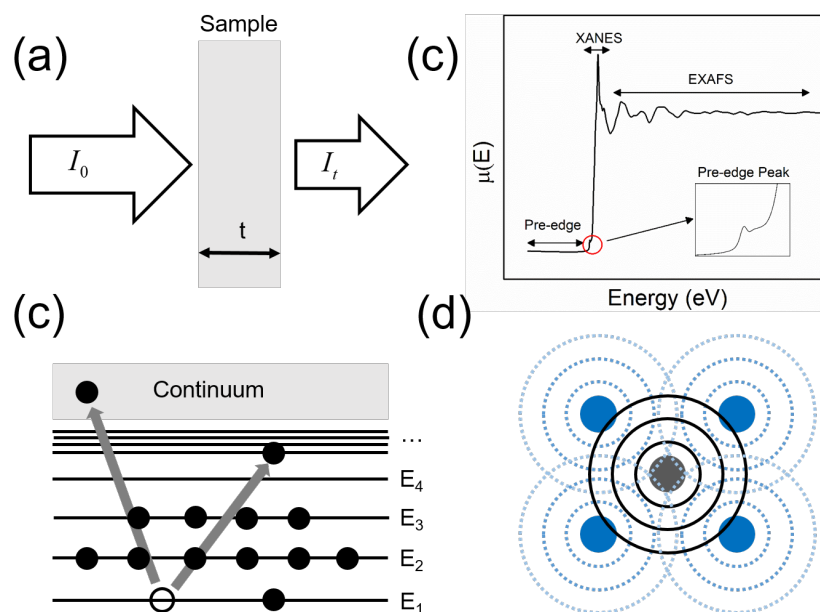 (a)
Sample
I₀
Iₜ
t
(c)
XANES
EXAFS
Pre-edge Peak
Pre-edge
μ(E)
Energy (eV)
(c)
Continuum
...
E₄
E₃
E₂
E₁
(d)